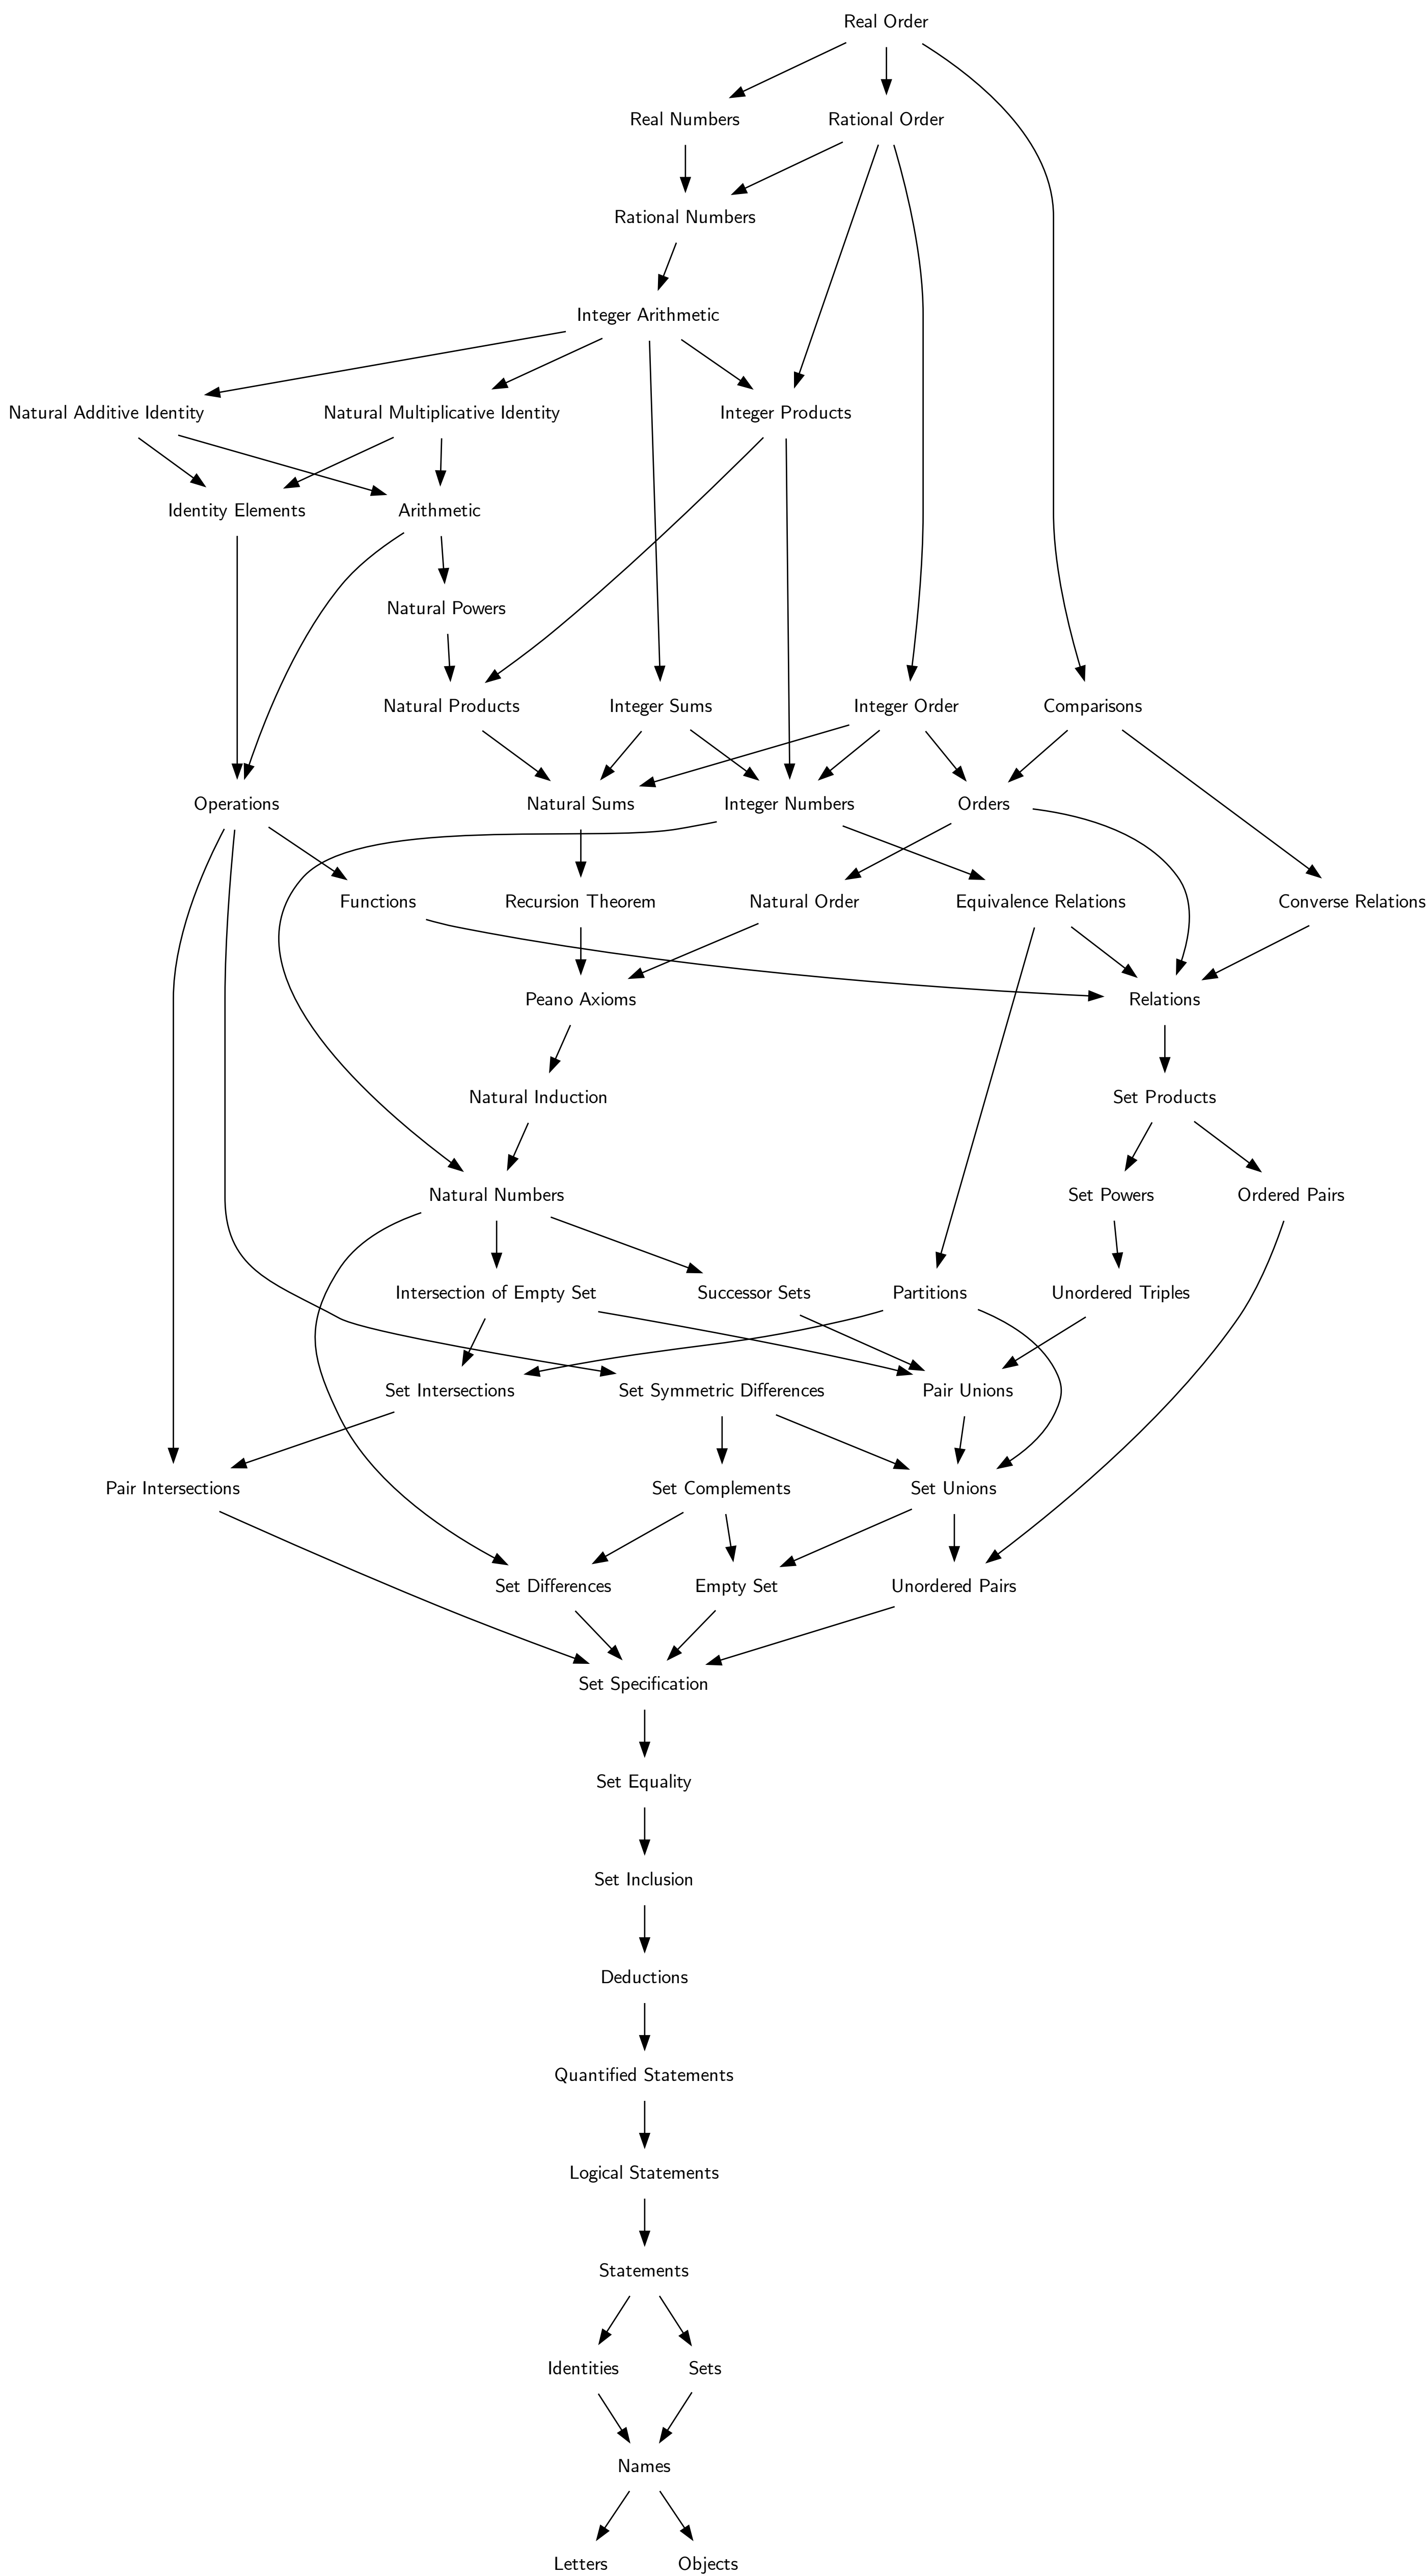 Real Order
Real Numbers
Rational Order
Rational Numbers
Integer Arithmetic
Natural Additive Identity
Natural Multiplicative Identity
Integer Products
Identity Elements
Arithmetic
Natural Powers
Natural Products
Integer Sums
Integer Order
Comparisons
Operations
Natural Sums
Integer Numbers
Orders
Functions
Recursion Theorem
Natural Order
Equivalence Relations
Converse Relations
Peano Axioms
Relations
Natural Induction
Set Products
Natural Numbers
Set Powers
Ordered Pairs
Intersection of Empty Set
Successor Sets
Partitions
Unordered Triples
Set Intersections
Set Symmetric Differences
Pair Unions
Pair Intersections
Set Complements
Set Unions
Set Differences
Empty Set
Unordered Pairs
Set Specification
Set Equality
Set Inclusion
Deductions
Quantified Statements
Logical Statements
Statements
Identities
Sets
Names
Letters
Objects